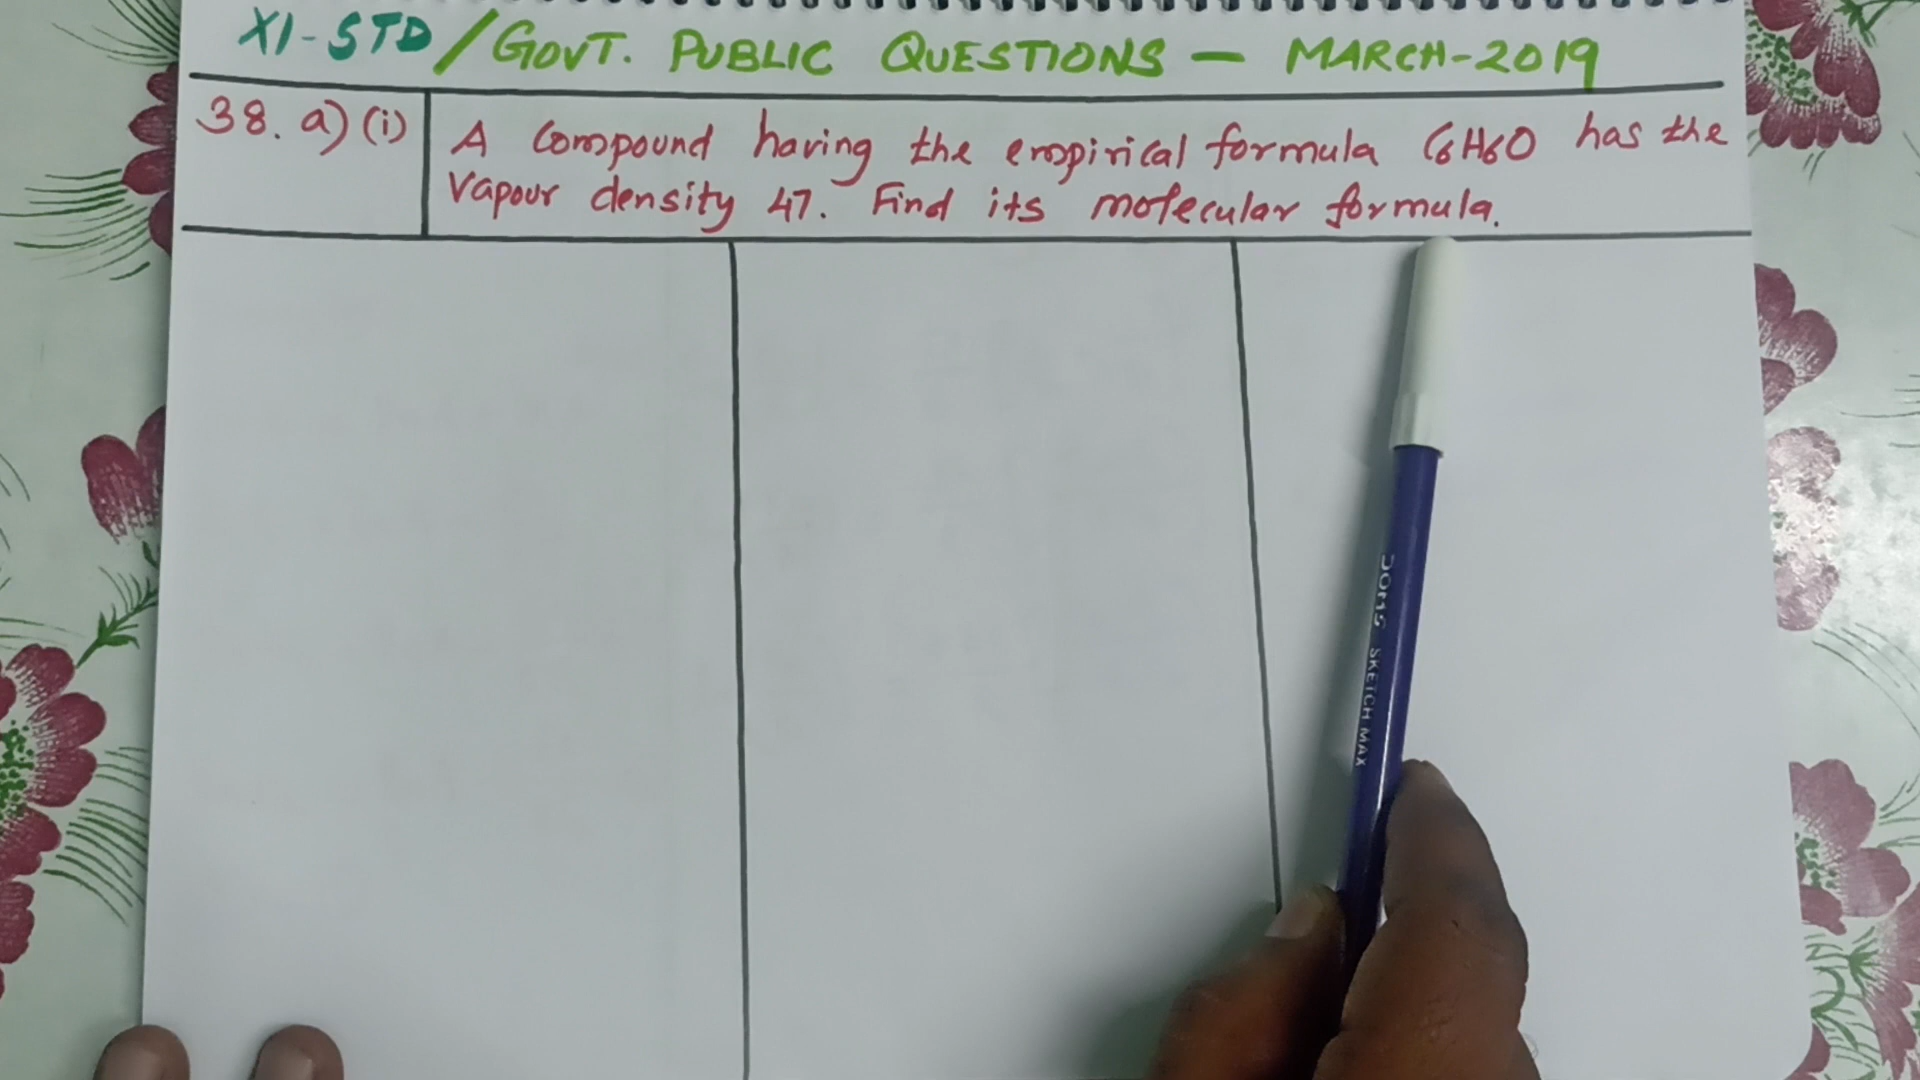 XI-STD/GOVT. PUBLIC QUESTIONS - MARCH-2019
38. a) (i) A compound having the empirical formula C6H6O has the
Vapour density 47. Find its molecular formula.
DOMS SKETCH MAX